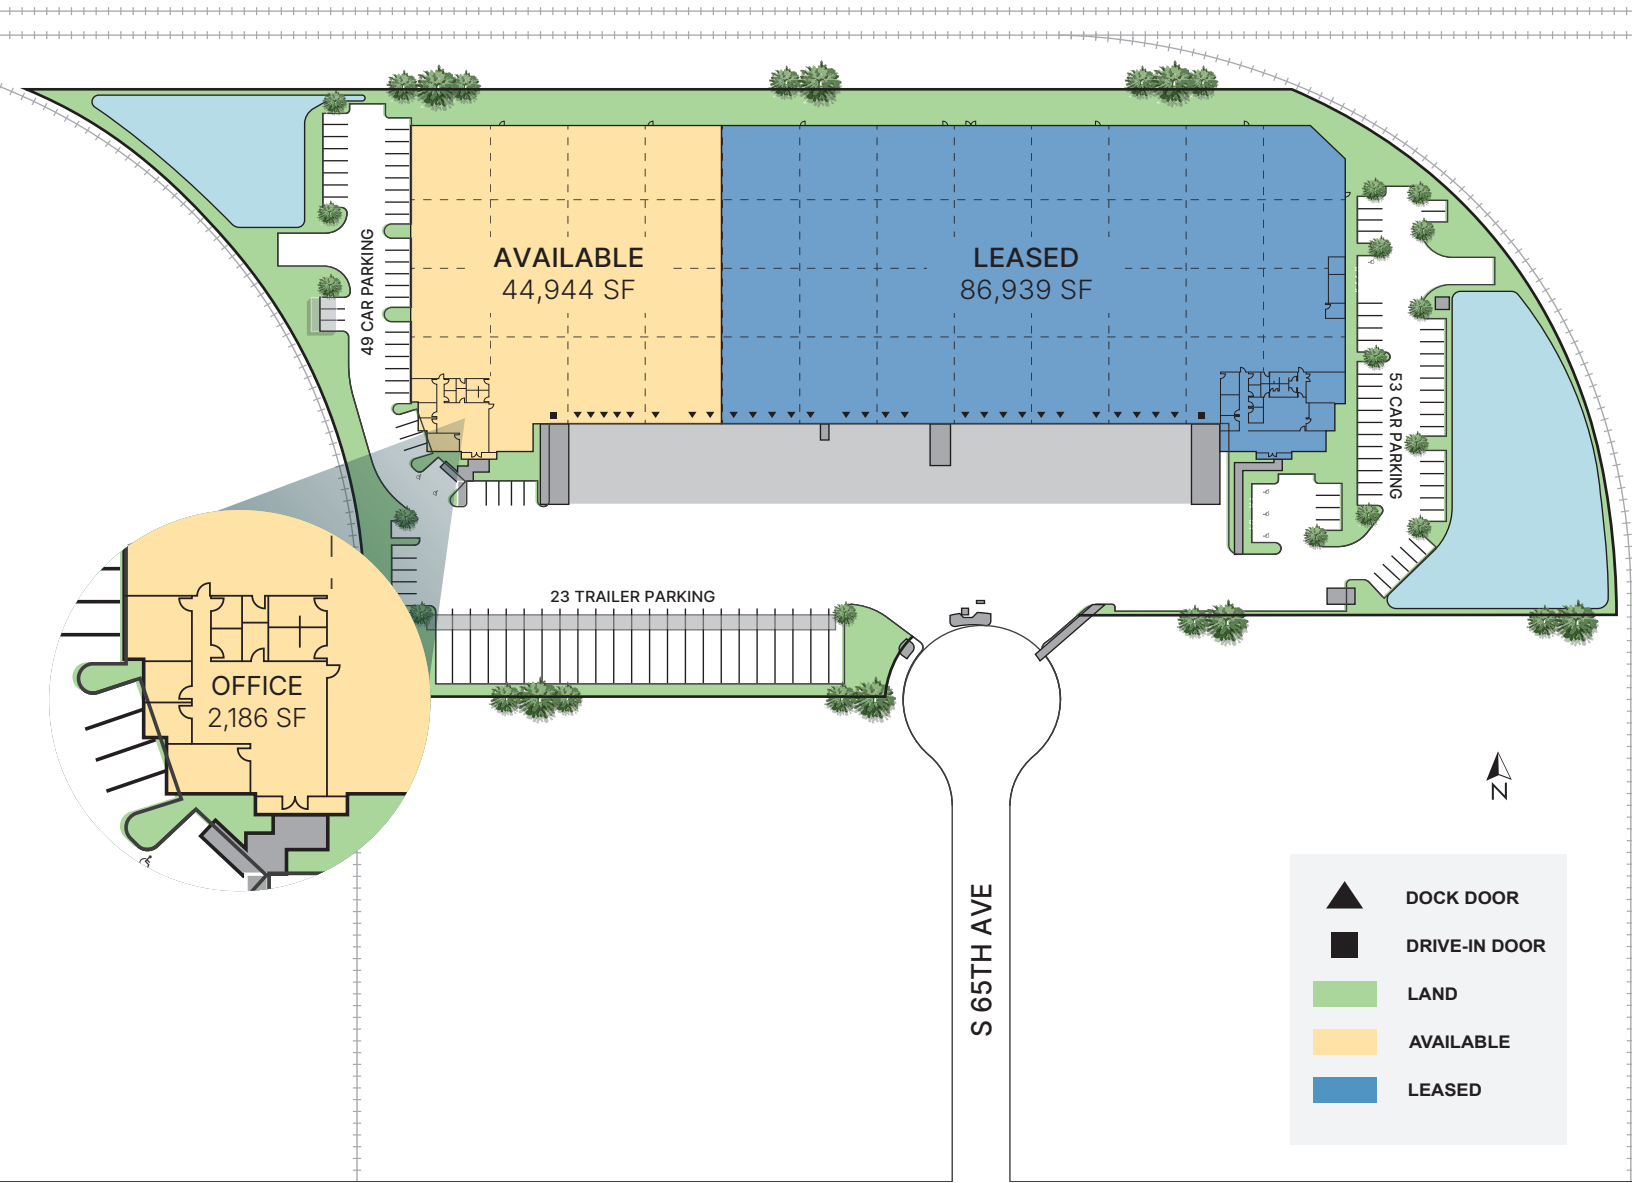 AVAILABLE
44,944 SF
LEASED
86,939 SF
49 CAR PARKING
53 CAR PARKING
23 TRAILER PARKING
OFFICE
2,186 SF
S 65TH AVE
N
DOCK DOOR
DRIVE-IN DOOR
LAND
AVAILABLE
LEASED